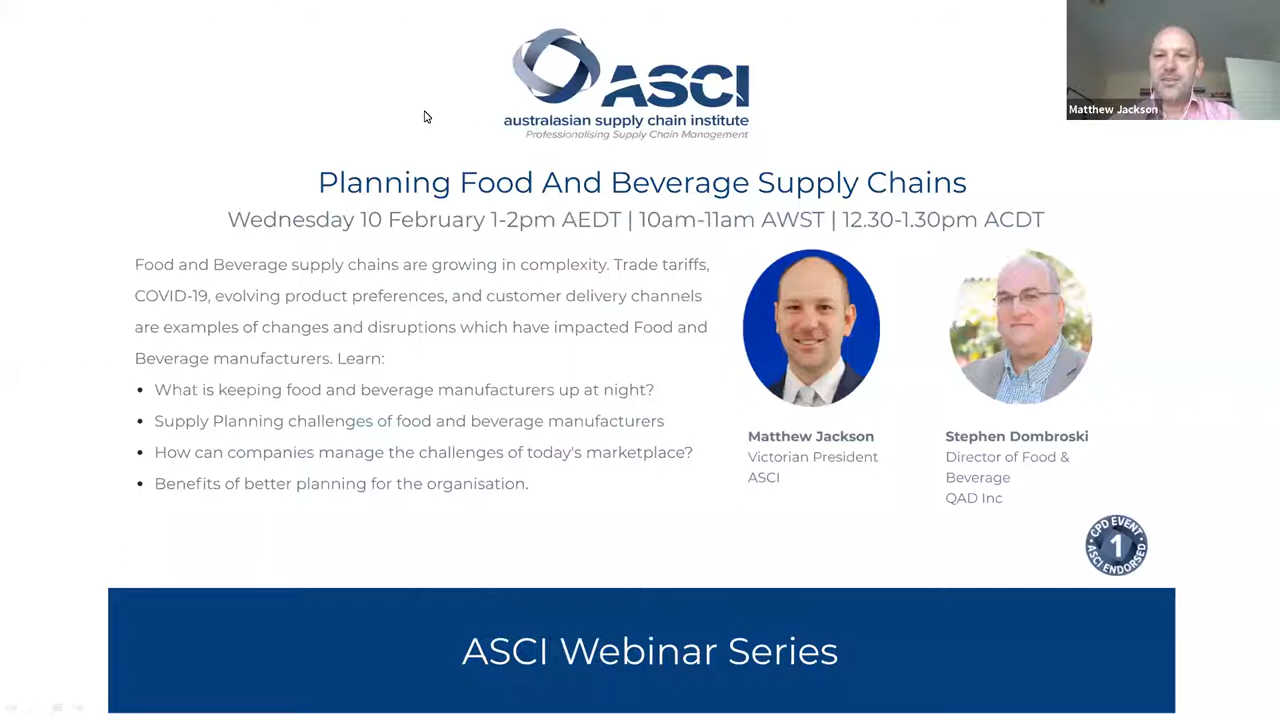 ASCI
australasian supply chain institute
Professionalising Supply Chain Management
Matthew Jackson
Planning Food And Beverage Supply Chains
Wednesday 10 February 1-2pm AEDT | 10am-11am AWST | 12.30-1.30pm ACDT
Food and Beverage supply chains are growing in complexity. Trade tariffs,
COVID-19, evolving product preferences, and customer delivery channels
are examples of changes and disruptions which have impacted Food and
Beverage manufacturers. Learn:
• What is keeping food and beverage manufacturers up at night?
• Supply Planning challenges of food and beverage manufacturers
• How can companies manage the challenges of today's marketplace?
• Benefits of better planning for the organisation.
Matthew Jackson
Victorian President
ASCI
Stephen Dombroski
Director of Food &
Beverage
QAD Inc
CPD EVENT
1
ASCI ENDORSED
ASCI Webinar Series